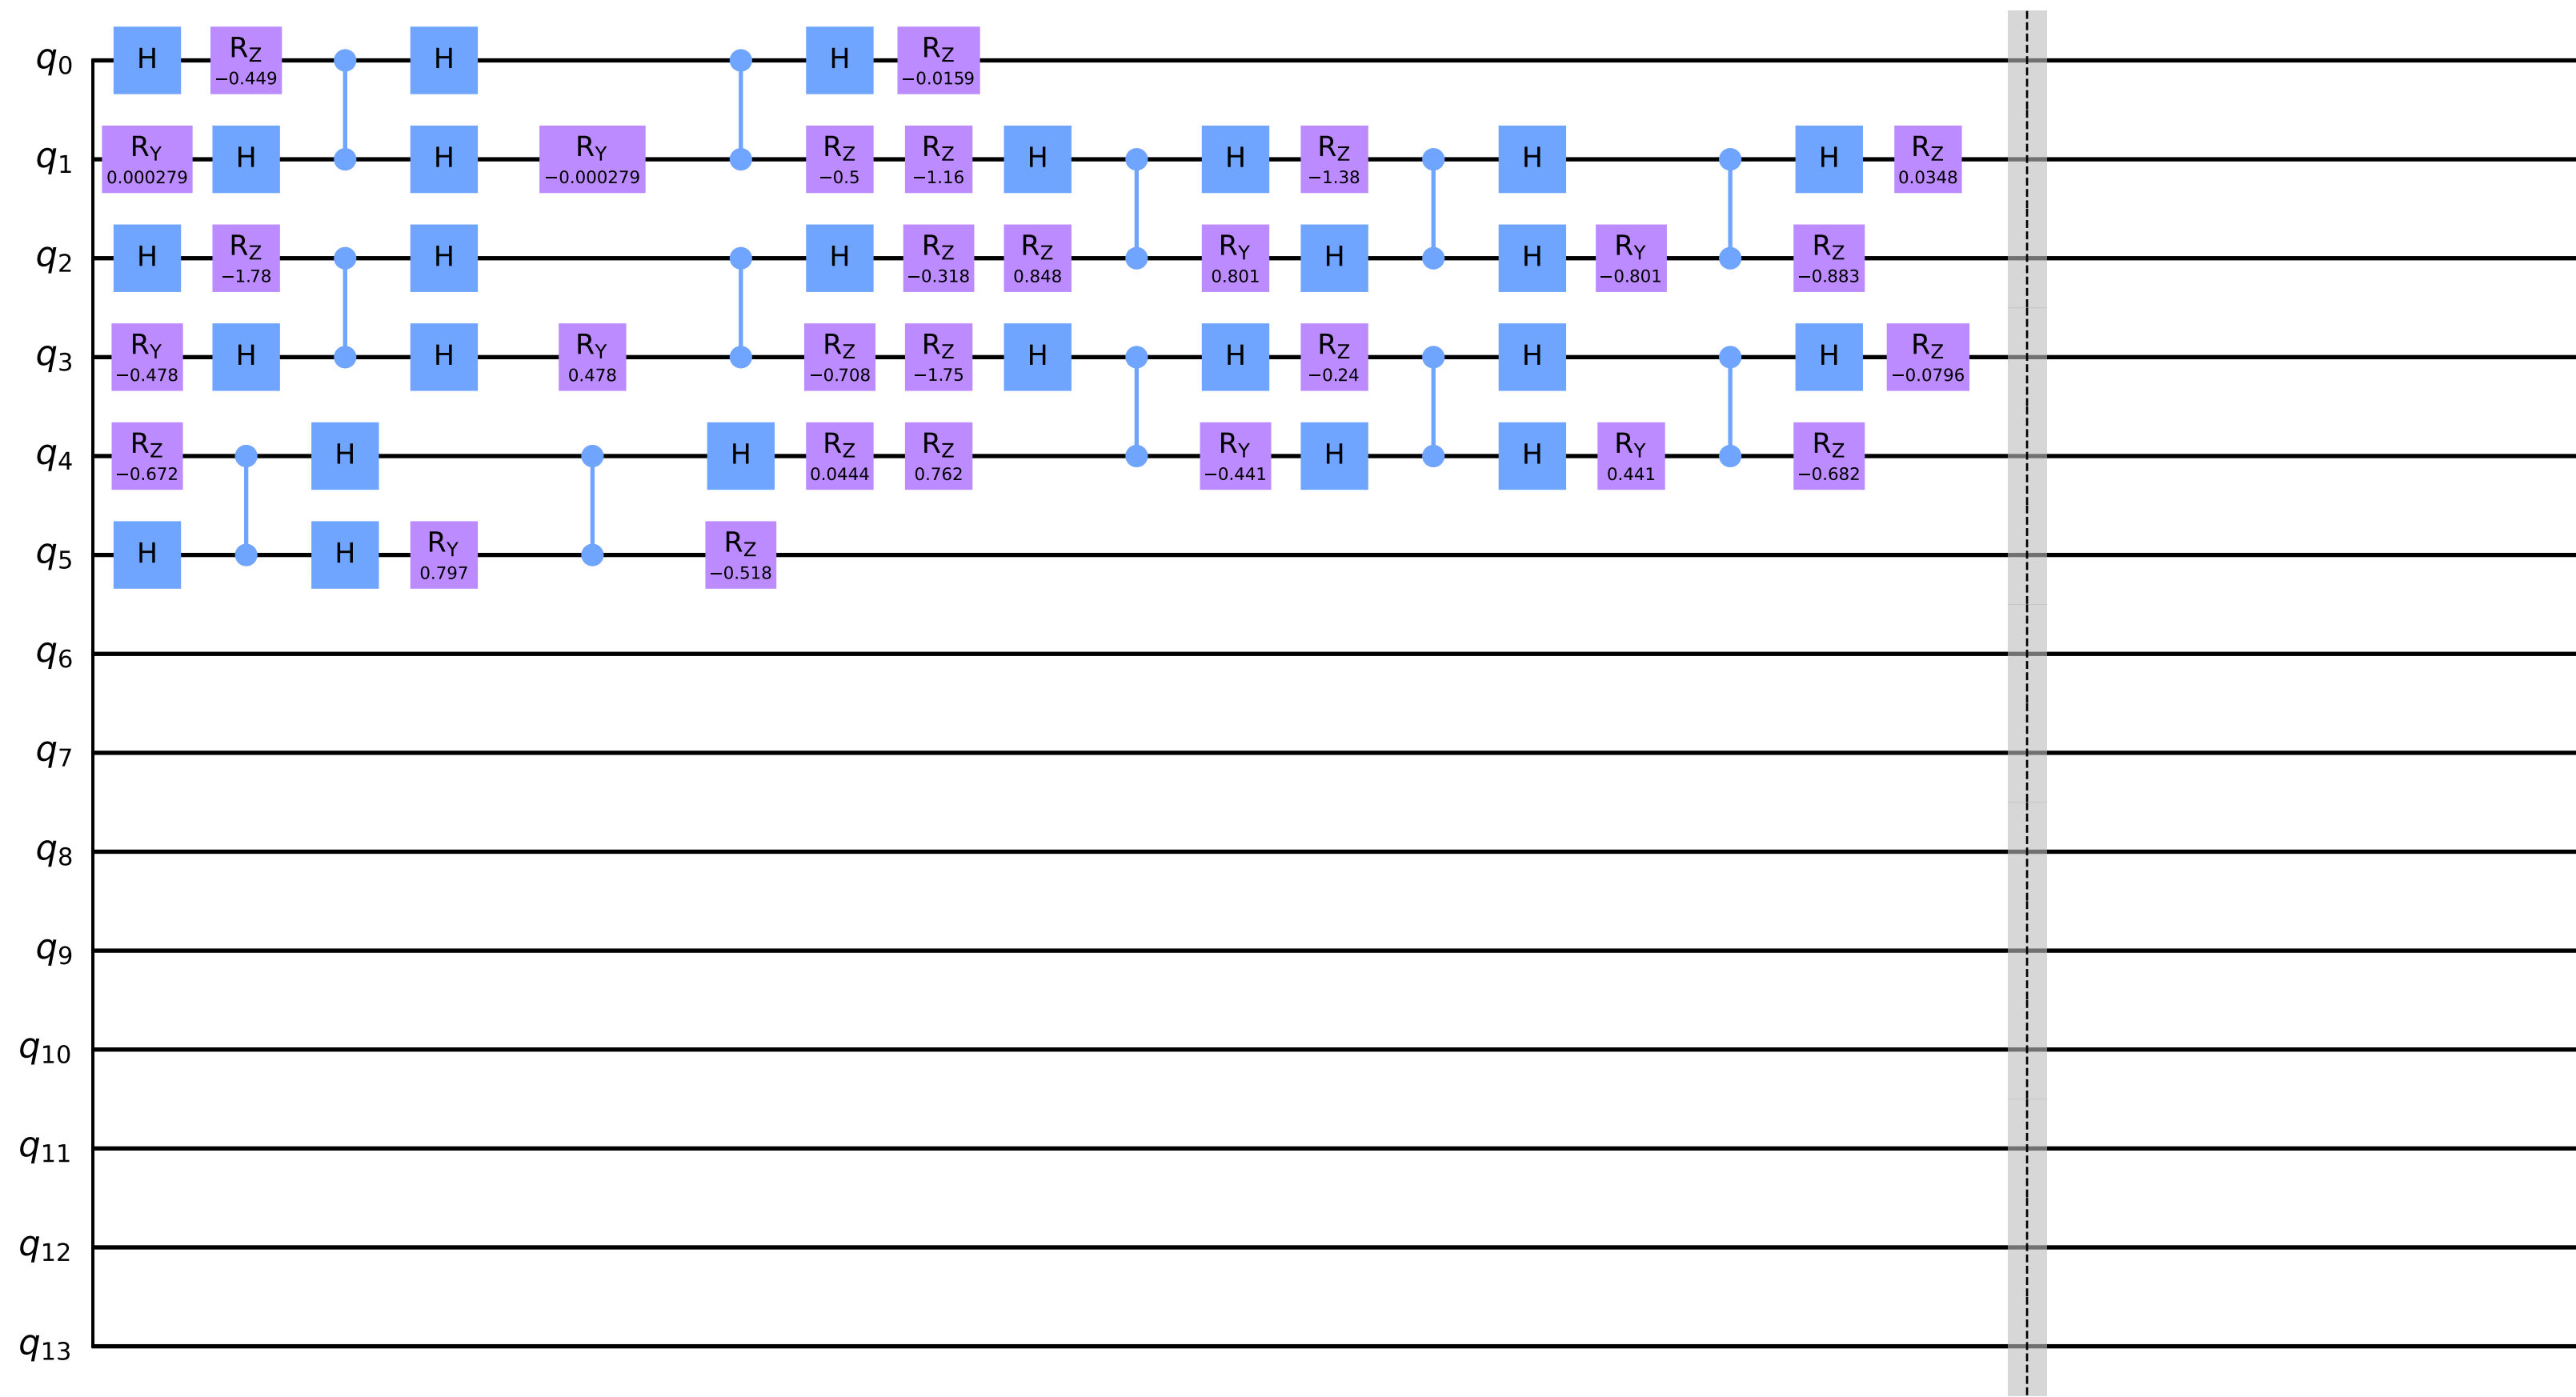 q0 H RZ −0.449 H H RZ −0.0159
q1 RY 0.000279 H H RY −0.000279 RZ −0.5 RZ −1.16 H H RZ −1.38 H H RZ 0.0348
q2 H RZ −1.78 H H RZ −0.318 RZ 0.848 RY 0.801 H H RY −0.801 RZ −0.883
q3 RY −0.478 H H RY 0.478 RZ −0.708 RZ −1.75 H H RZ −0.24 H H RZ −0.0796
q4 RZ −0.672 H H RZ 0.0444 RZ 0.762 RY −0.441 H H RY 0.441 RZ −0.682
q5 H H RY 0.797 RZ −0.518
q6
q7
q8
q9
q10
q11
q12
q13